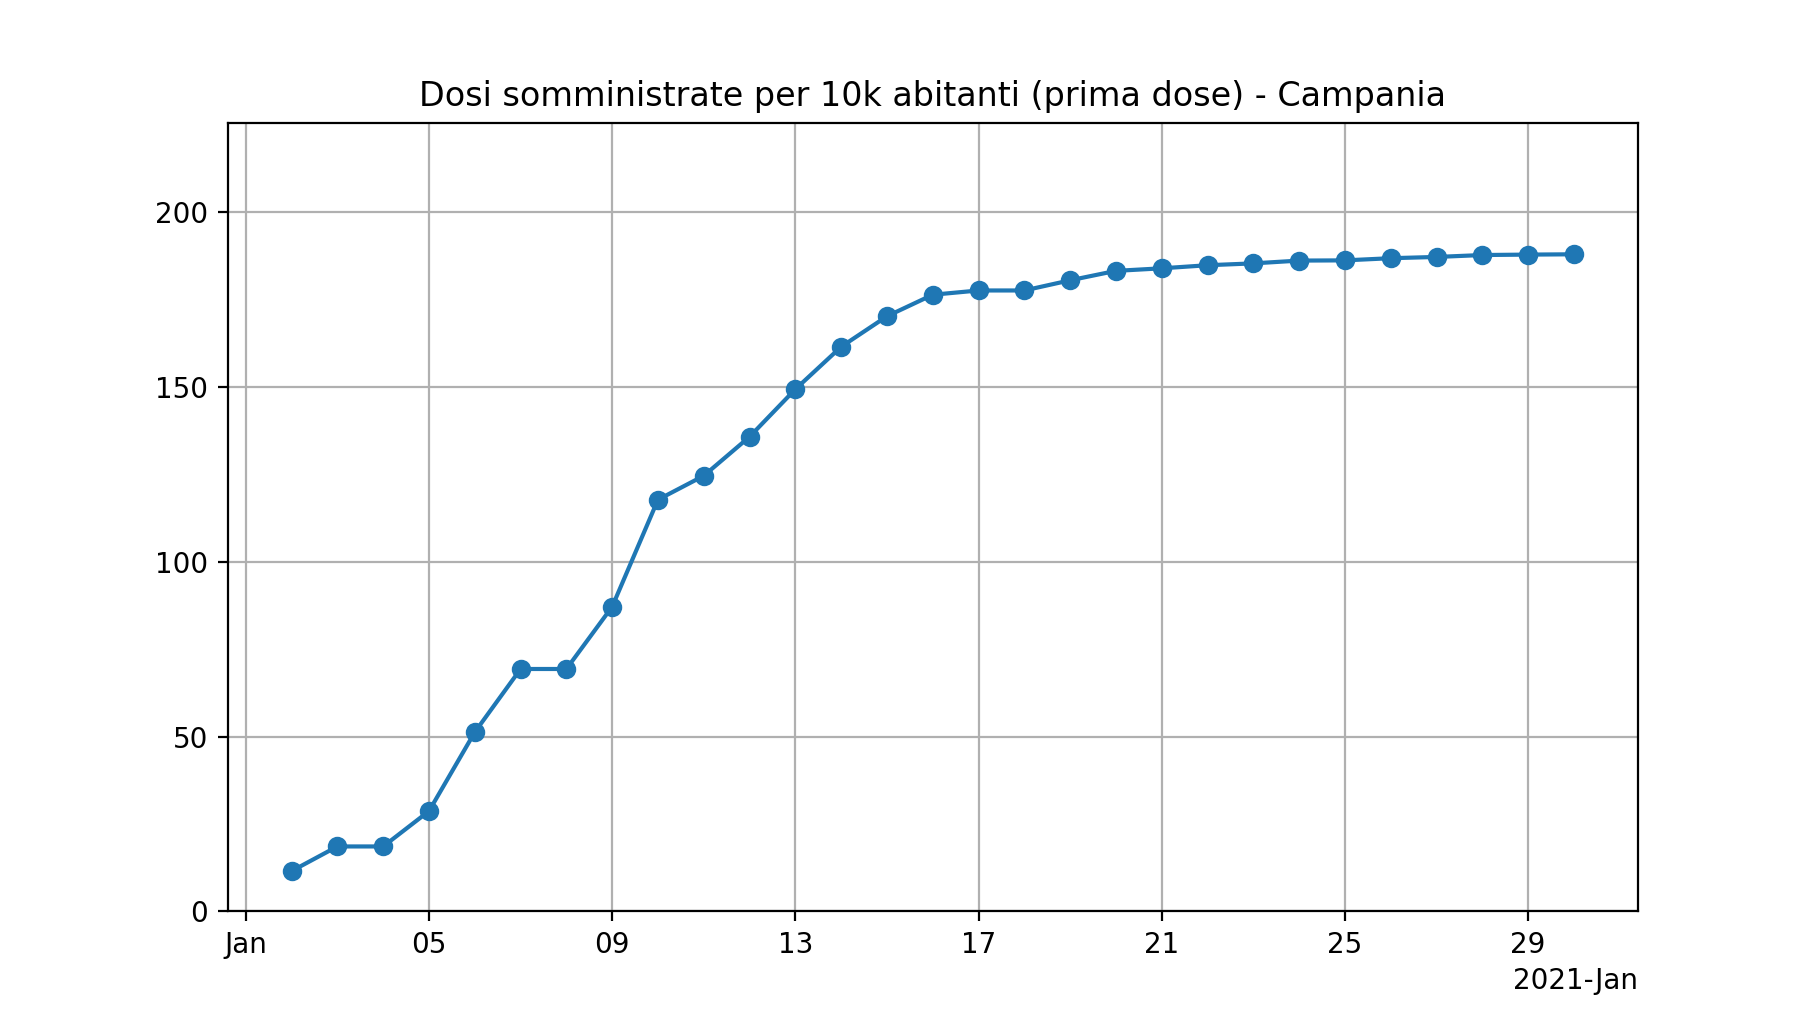 Dosi somministrate per 10k abitanti (prima dose) - Campania
200
150
100
50
0
Jan 05 09 13 17 21 25 29
2021-Jan